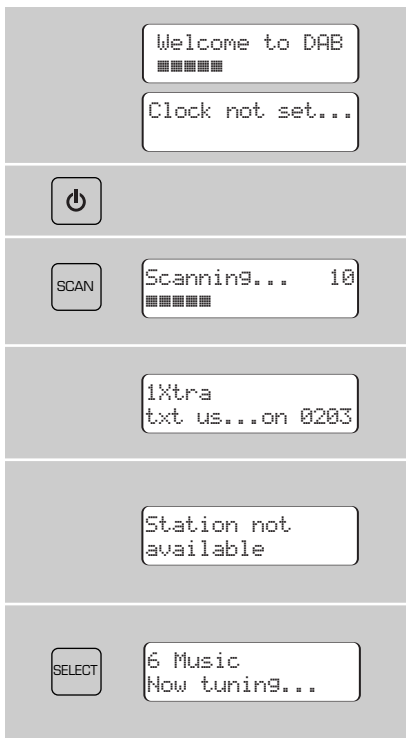 Welcome to DAB
Clock not set...
SCAN
Scanning... 10
1Xtra
txt us...on 0203
Station not
available
SELECT
6 Music
Now tuning...